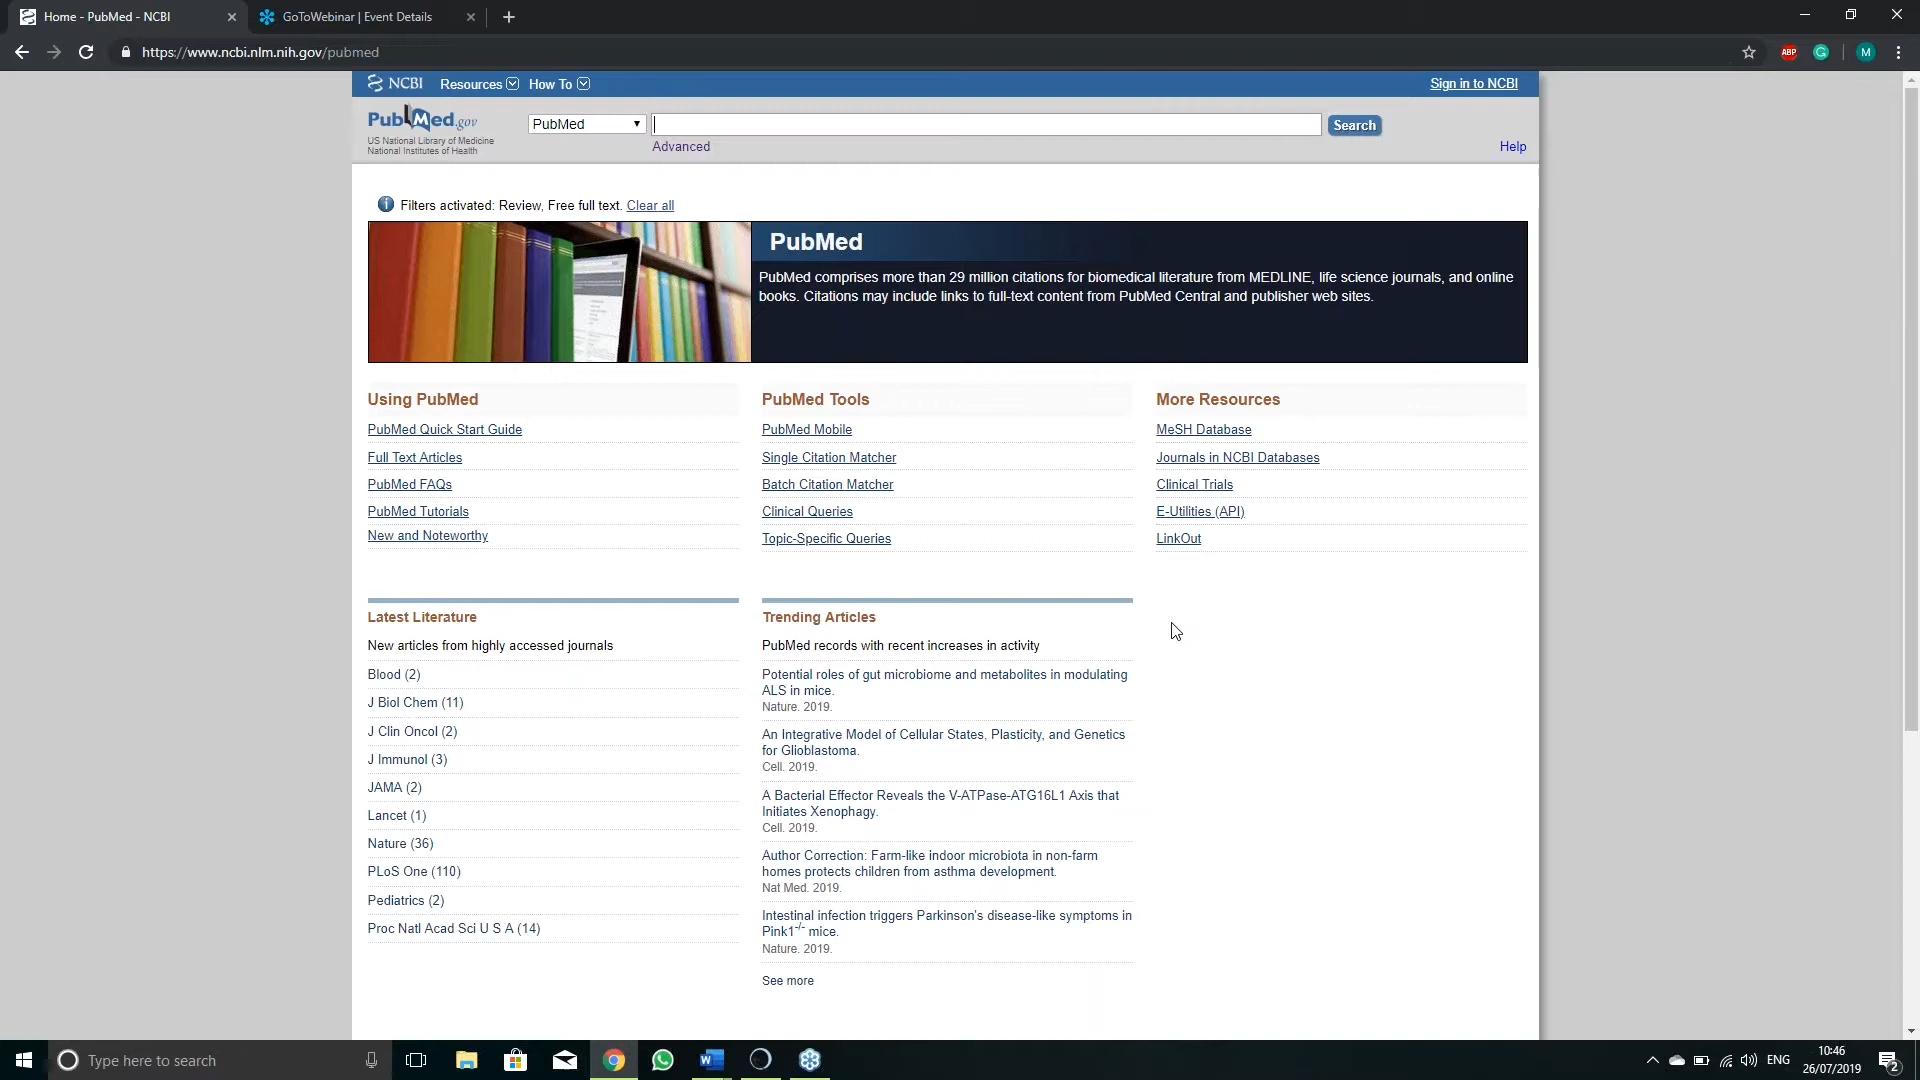 Home - PubMed - NCBI
GoToWebinar | Event Details
https://www.ncbi.nlm.nih.gov/pubmed
ABP
G
M
NCBI
Resources
How To
Sign in to NCBI
PubMed.gov
US National Library of Medicine
National Institutes of Health
PubMed
Search
Advanced
Help
Filters activated: Review, Free full text. Clear all
PubMed
PubMed comprises more than 29 million citations for biomedical literature from MEDLINE, life science journals, and online
books. Citations may include links to full-text content from PubMed Central and publisher web sites.
Using PubMed
PubMed Quick Start Guide
Full Text Articles
PubMed FAQs
PubMed Tutorials
New and Noteworthy
PubMed Tools
PubMed Mobile
Single Citation Matcher
Batch Citation Matcher
Clinical Queries
Topic-Specific Queries
More Resources
MeSH Database
Journals in NCBI Databases
Clinical Trials
E-Utilities (API)
LinkOut
Latest Literature
New articles from highly accessed journals
Blood (2)
J Biol Chem (11)
J Clin Oncol (2)
J Immunol (3)
JAMA (2)
Lancet (1)
Nature (36)
PLoS One (110)
Pediatrics (2)
Proc Natl Acad Sci U S A (14)
Trending Articles
PubMed records with recent increases in activity
Potential roles of gut microbiome and metabolites in modulating
ALS in mice.
Nature. 2019.
An Integrative Model of Cellular States, Plasticity, and Genetics
for Glioblastoma.
Cell. 2019.
A Bacterial Effector Reveals the V-ATPase-ATG16L1 Axis that
Initiates Xenophagy.
Cell. 2019.
Author Correction: Farm-like indoor microbiota in non-farm
homes protects children from asthma development.
Nat Med. 2019.
Intestinal infection triggers Parkinson's disease-like symptoms in
Pink1-/- mice.
Nature. 2019.
See more
Type here to search
ENG
10:46
26/07/2019
2